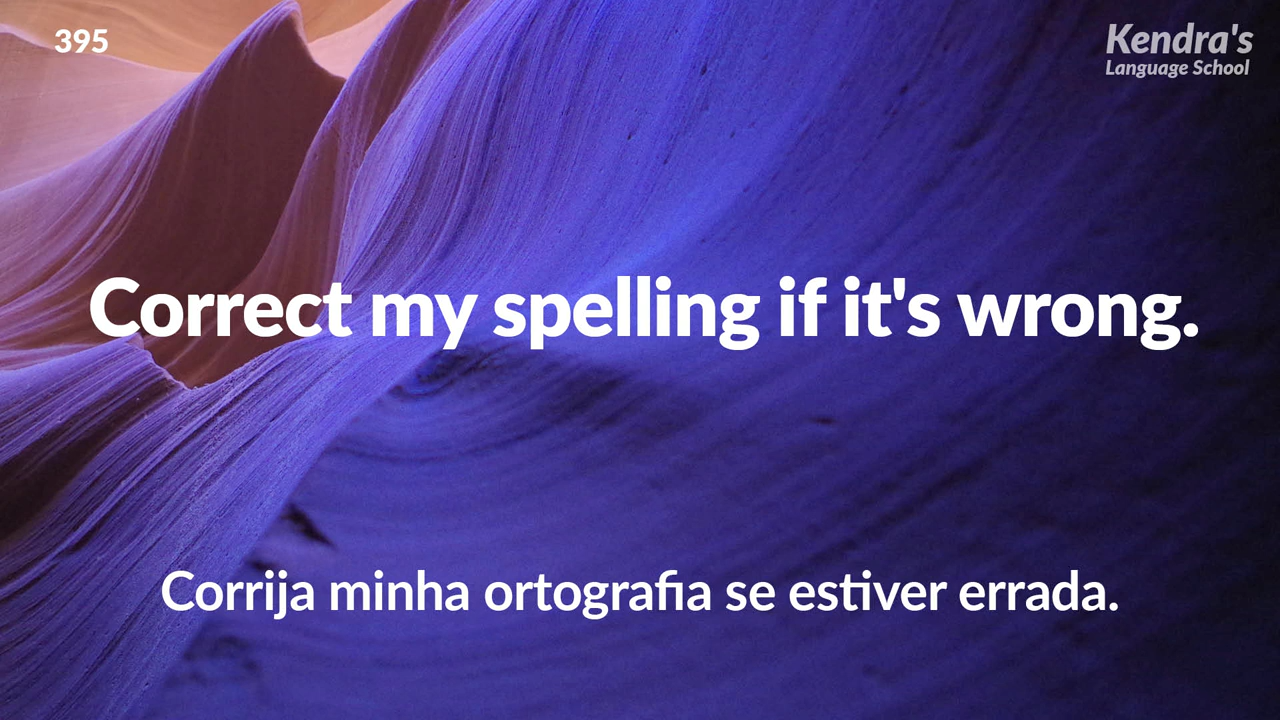 395
Kendra's
Language School
Correct my spelling if it's wrong.
Corrija minha ortografia se estiver errada.